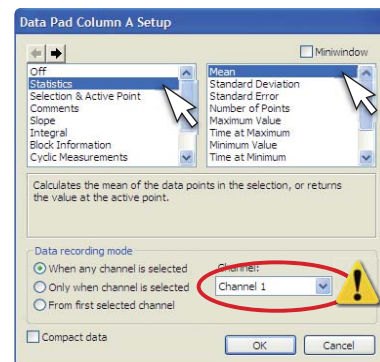 Data Pad Column A Setup
Miniwindow
Off
Statistics
Selection & Active Point
Comments
Slope
Integral
Block Information
Cyclic Measurements
Mean
Standard Deviation
Standard Error
Number of Points
Maximum Value
Time at Maximum
Minimum Value
Time at Minimum
Calculates the mean of the data points in the selection, or returns
the value at the active point.
Data recording mode
When any channel is selected
Only when channel is selected
From first selected channel
Channel:
Channel 1
Compact data
OK
Cancel